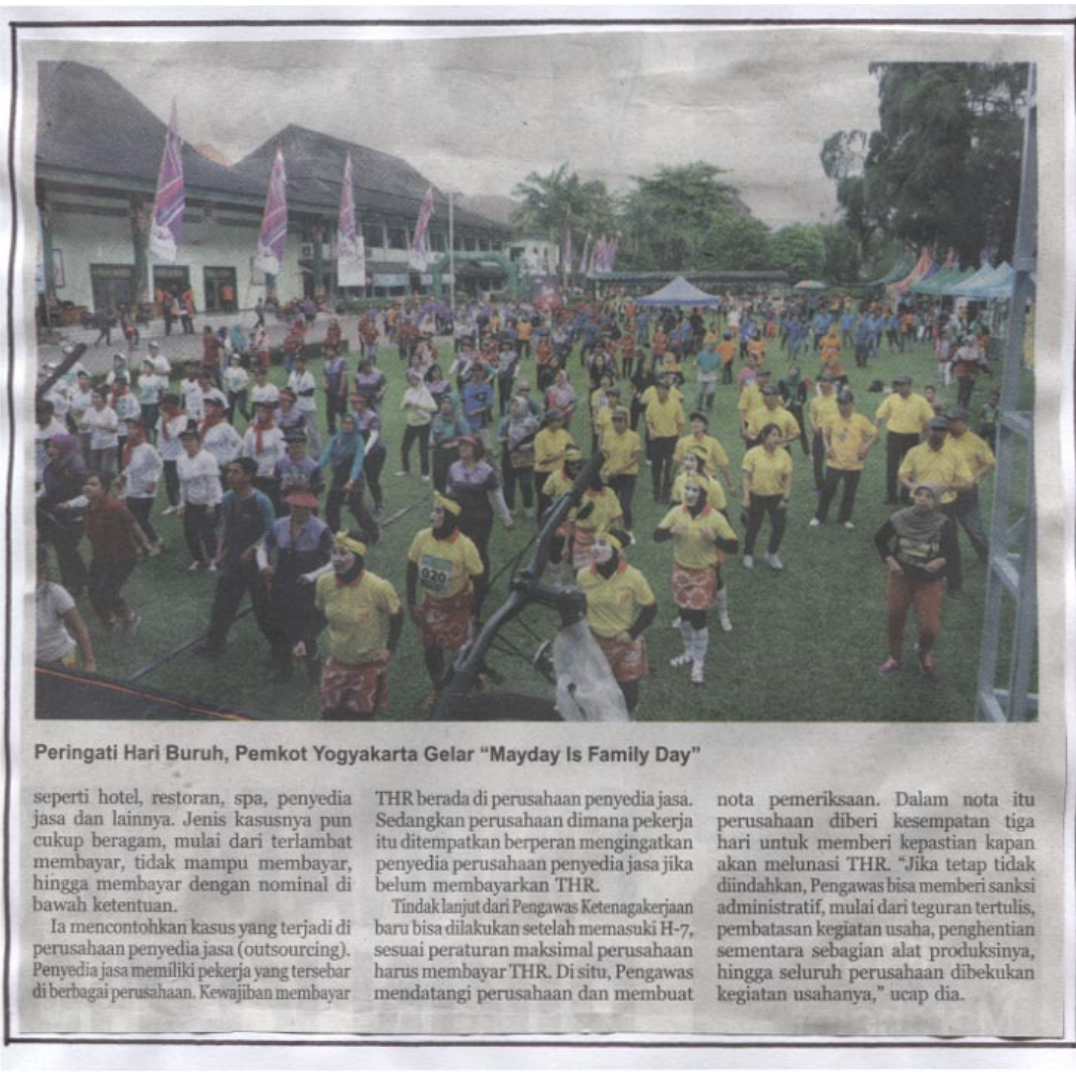 020
Peringati Hari Buruh, Pemkot Yogyakarta Gelar “Mayday Is Family Day”
seperti hotel, restoran, spa, penyedia
jasa dan lainnya. Jenis kasusnya pun
cukup beragam, mulai dari terlambat
membayar, tidak mampu membayar,
hingga membayar dengan nominal di
bawah ketentuan.
Ia mencontohkan kasus yang terjadi di
perusahaan penyedia jasa (outsourcing).
Penyedia jasa memiliki pekerja yang tersebar
di berbagai perusahaan. Kewajiban membayar
THR berada di perusahaan penyedia jasa.
Sedangkan perusahaan dimana pekerja
itu ditempatkan berperan mengingatkan
penyedia perusahaan penyedia jasa jika
belum membayarkan THR.
Tindak lanjut dari Pengawas Ketenagakerjaan
baru bisa dilakukan setelah memasuki H-7,
sesuai peraturan maksimal perusahaan
harus membayar THR. Di situ, Pengawas
mendatangi perusahaan dan membuat
nota pemeriksaan. Dalam nota itu
perusahaan diberi kesempatan tiga
hari untuk memberi kepastian kapan
akan melunasi THR. “Jika tetap tidak
diindahkan, Pengawas bisa memberi sanksi
administratif, mulai dari teguran tertulis,
pembatasan kegiatan usaha, penghentian
sementara sebagian alat produksinya,
hingga seluruh perusahaan dibekukan
kegiatan usahanya,” ucap dia.